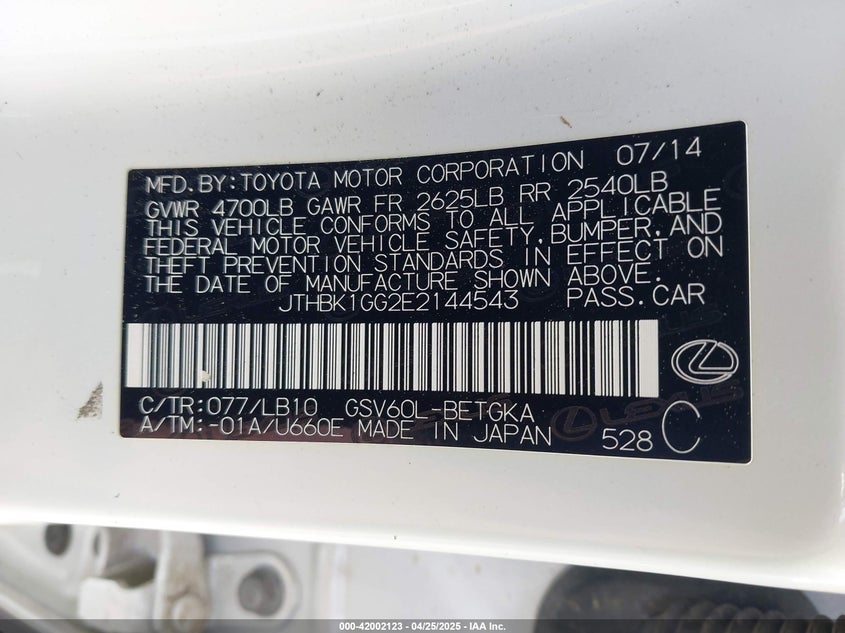 MFD. BY: TOYOTA MOTOR CORPORATION 07/14
GVWR 4700LB GAWR FR 2625LB RR 2540LB
THIS VEHICLE CONFORMS TO ALL APPLICABLE
FEDERAL MOTOR VEHICLE SAFETY, BUMPER, AND
THEFT PREVENTION STANDARDS IN EFFECT ON
THE DATE OF MANUFACTURE SHOWN ABOVE.
JTHBK1GG2E2144543 PASS. CAR
C/TR: 077/LB10 GSV60L-BETGKA
A/TM: -01A/U660E MADE IN JAPAN
528 C
LEXUS
000-42002123 - 04/25/2025 - IAA Inc.